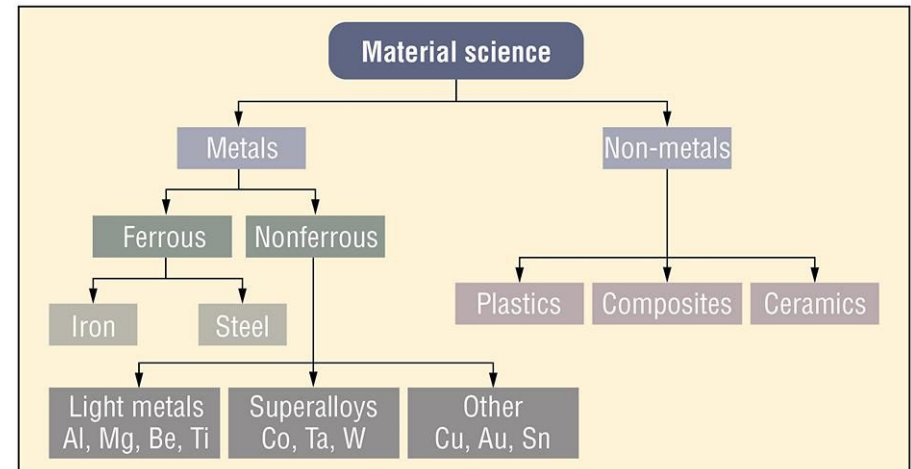 Material science
Metals
Non-metals
Ferrous
Nonferrous
Plastics
Composites
Ceramics
Iron
Steel
Light metals
Al, Mg, Be, Ti
Superalloys
Co, Ta, W
Other
Cu, Au, Sn